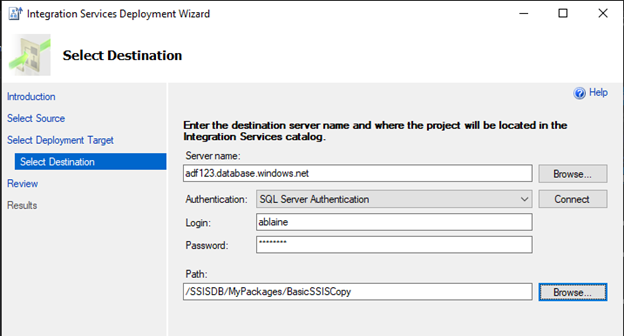 Integration Services Deployment Wizard
Select Destination
Introduction
Select Source
Select Deployment Target
Select Destination
Review
Results
Help
Enter the destination server name and where the project will be located in the
Integration Services catalog.
Server name:
adf123.database.windows.net
Browse...
Authentication:
SQL Server Authentication
Connect
Login:
ablaine
Password:
********
Path:
/SSISDB/MyPackages/BasicSSISCopy
Browse...